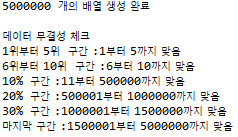 5000000 개의 배열 생성 완료
데이터 무결성 체크
1위부터 5위 구간 :1부터 5까지 맞음
6위부터 10위 구간 :6부터 10까지 맞음
10% 구간 :11부터 500000까지 맞음
20% 구간 :500001부터 1000000까지 맞음
30% 구간 :1000001부터 1500000까지 맞음
마지막 구간 :1500001부터 5000000까지 맞음